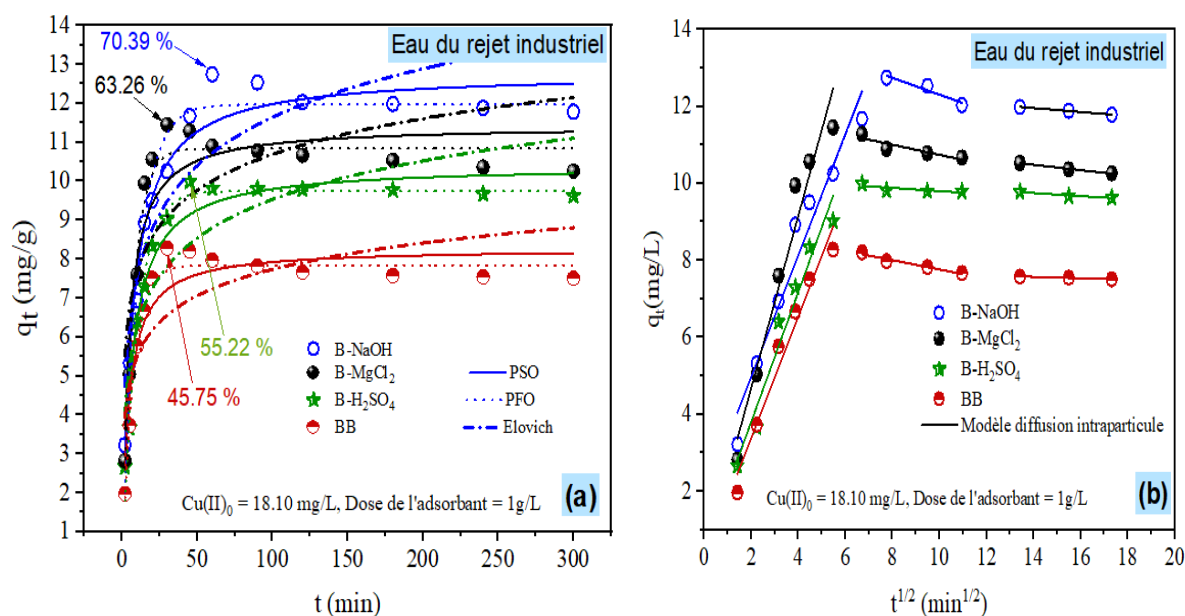 Eau du rejet industriel
70.39 %
63.26 %
55.22 %
45.75 %
B-NaOH
B-MgCl₂
B-H₂SO₄
BB
PSO
PFO
Elovich
Cu(II)₀ = 18.10 mg/L, Dose de l'adsorbant = 1g/L
(a)
qₜ (mg/g)
14
13
12
11
10
9
8
7
6
5
4
3
2
1
0 50 100 150 200 250 300
t (min)
Eau du rejet industriel
B-NaOH
B-MgCl₂
B-H₂SO₄
BB
Modèle diffusion intraparticule
Cu(II)₀ = 18.10 mg/L, Dose de l'adsorbant = 1g/L
(b)
qₜ(mg/L)
14
12
10
8
6
4
2
0 2 4 6 8 10 12 14 16 18 20
t^1/2 (min^1/2)